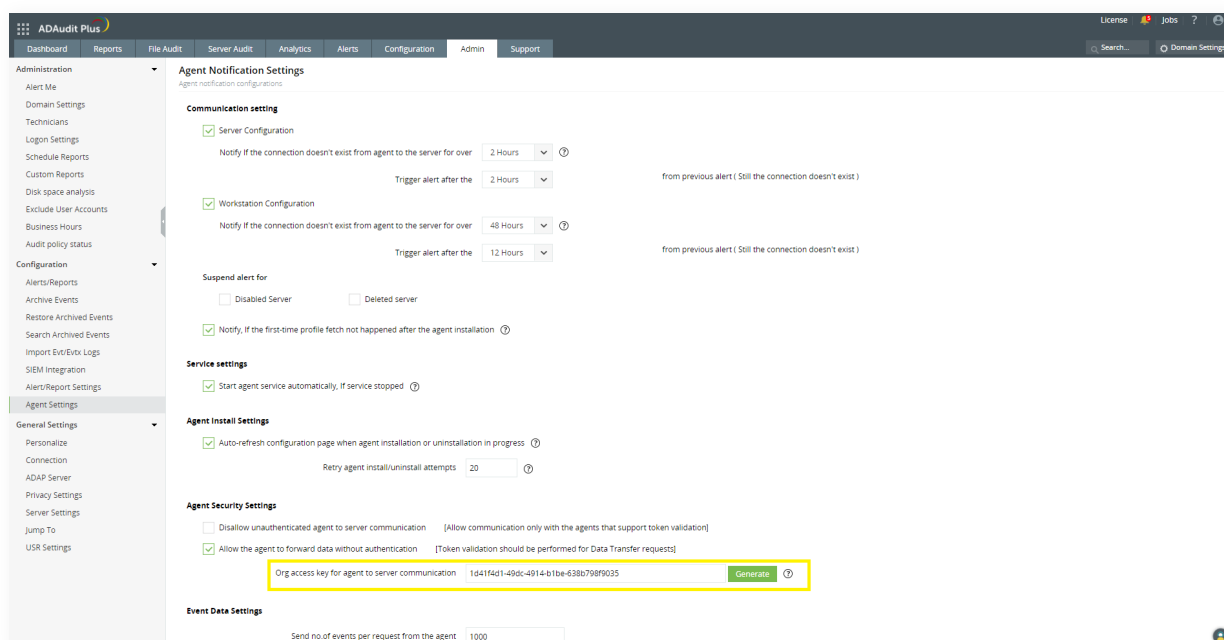 License 5 Jobs ?
ADAudit Plus
Dashboard Reports File Audit Server Audit Analytics Alerts Configuration Admin Support Search... Domain Settings
Administration
Alert Me
Domain Settings
Technicians
Logon Settings
Schedule Reports
Custom Reports
Disk space analysis
Exclude User Accounts
Business Hours
Audit policy status
Configuration
Alerts/Reports
Archive Events
Restore Archived Events
Search Archived Events
Import Evt/Evtx Logs
SIEM Integration
Alert/Report Settings
Agent Settings
General Settings
Personalize
Connection
ADAP Server
Privacy Settings
Server Settings
Jump To
USR Settings
Agent Notification Settings
Agent notification configurations
Communication setting
Server Configuration
Notify If the connection doesn't exist from agent to the server for over 2 Hours ?
Trigger alert after the 2 Hours from previous alert ( Still the connection doesn't exist )
Workstation Configuration
Notify If the connection doesn't exist from agent to the server for over 48 Hours ?
Trigger alert after the 12 Hours from previous alert ( Still the connection doesn't exist )
Suspend alert for
Disabled Server Deleted server
Notify, If the first-time profile fetch not happened after the agent installation ?
Service settings
Start agent service automatically, If service stopped ?
Agent Install Settings
Auto-refresh configuration page when agent installation or uninstallation in progress ?
Retry agent install/uninstall attempts 20 ?
Agent Security Settings
Disallow unauthenticated agent to server communication [Allow communication only with the agents that support token validation]
Allow the agent to forward data without authentication [Token validation should be performed for Data Transfer requests]
Org access key for agent to server communication 1d41f4d1-49dc-4914-b1be-638b798f9035 Generate ?
Event Data Settings
Send no.of events per request from the agent 1000